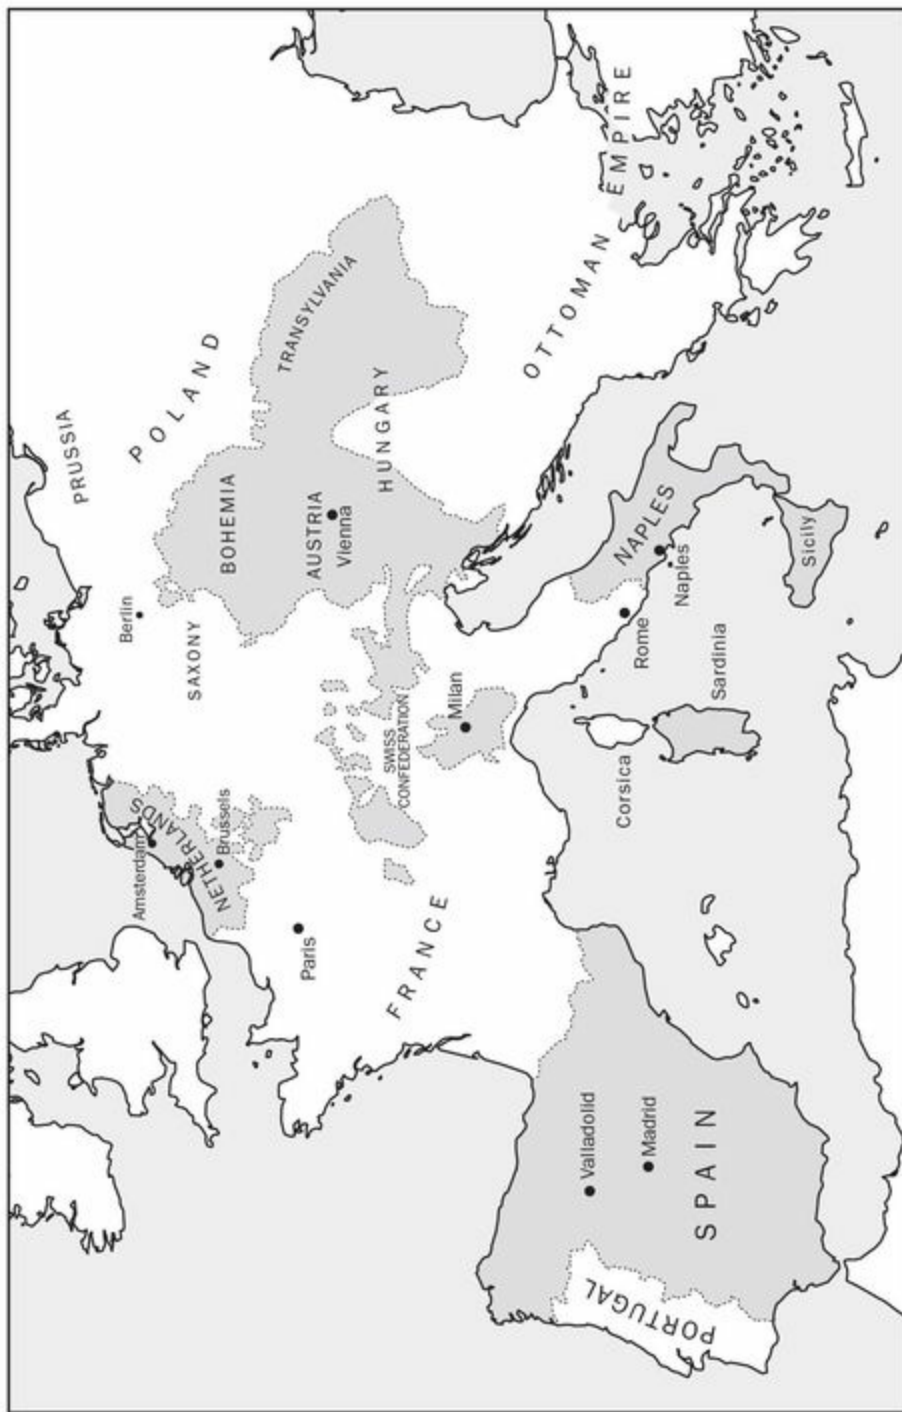 PRUSSIA
POLAND
Berlin
SAXONY
BOHEMIA
TRANSYLVANIA
AUSTRIA
Vienna
HUNGARY
Amsterdam
NETHERLANDS
Brussels
Paris
FRANCE
SWISS
CONFEDERATION
Milan
OTTOMAN
EMPIRE
NAPLES
Naples
Rome
Sicily
Corsica
Sardinia
Valladolid
Madrid
SPAIN
PORTUGAL